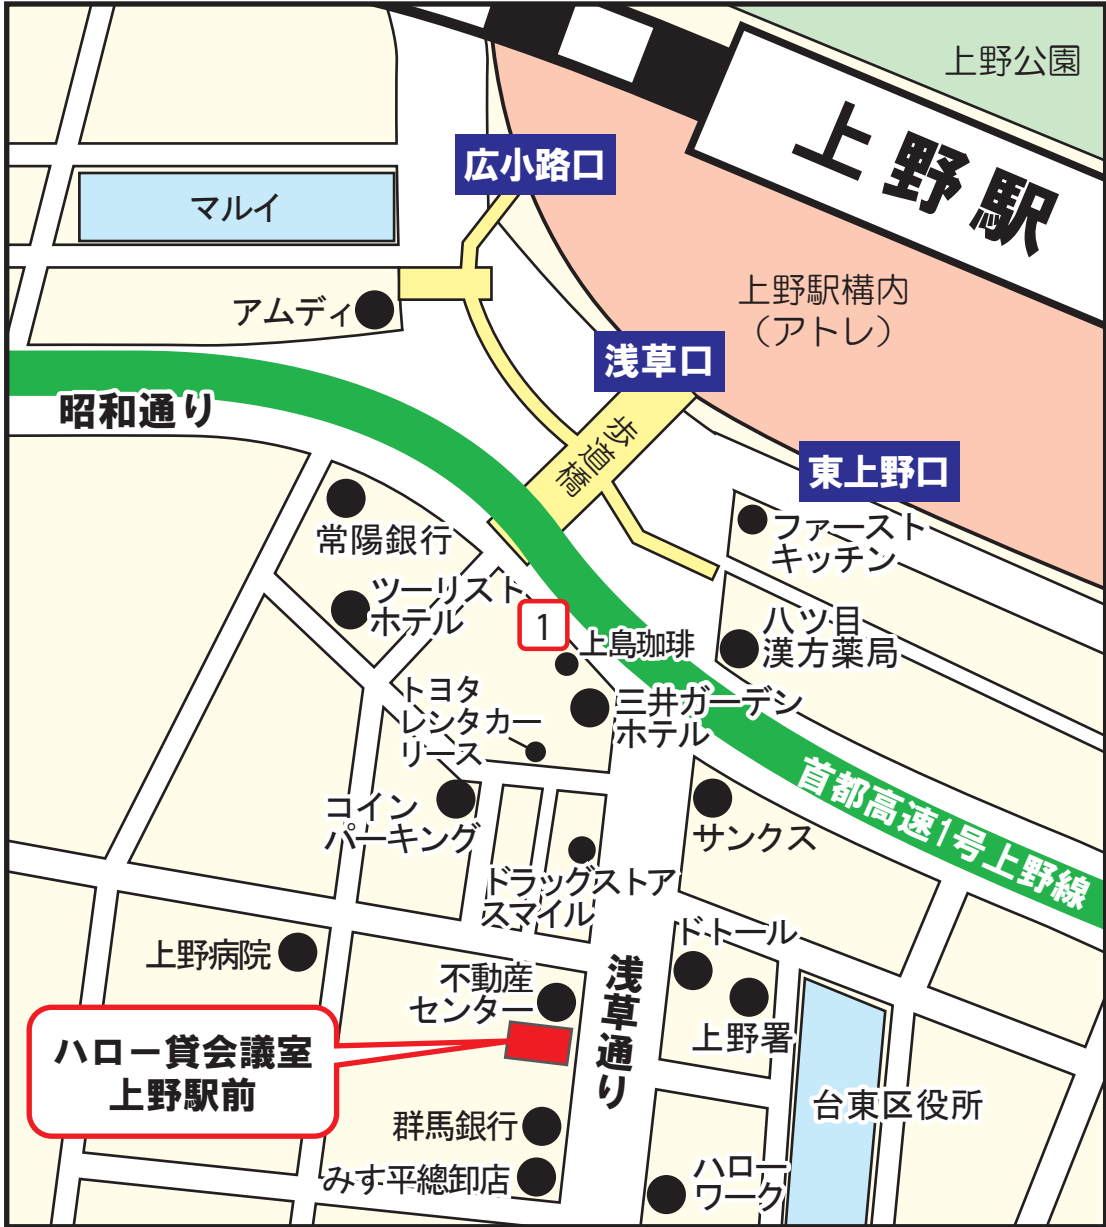 上野公園
上野駅
広小路口
マルイ
上野駅構内
（アトレ）
アムディ
浅草口
昭和通り
歩道橋
東上野口
常陽銀行
ファースト
キッチン
ツーリスト
ホテル
1
上島珈琲
八ツ目
漢方薬局
トヨタ
レンタカー
リース
三井ガーデン
ホテル
首都高速1号上野線
コイン
パーキング
サンクス
ドラッグストア
スマイル
ドトール
上野病院
不動産
センター
浅草通り
上野署
ハロー貸会議室
上野駅前
台東区役所
群馬銀行
みす平總卸店
ハロー
ワーク